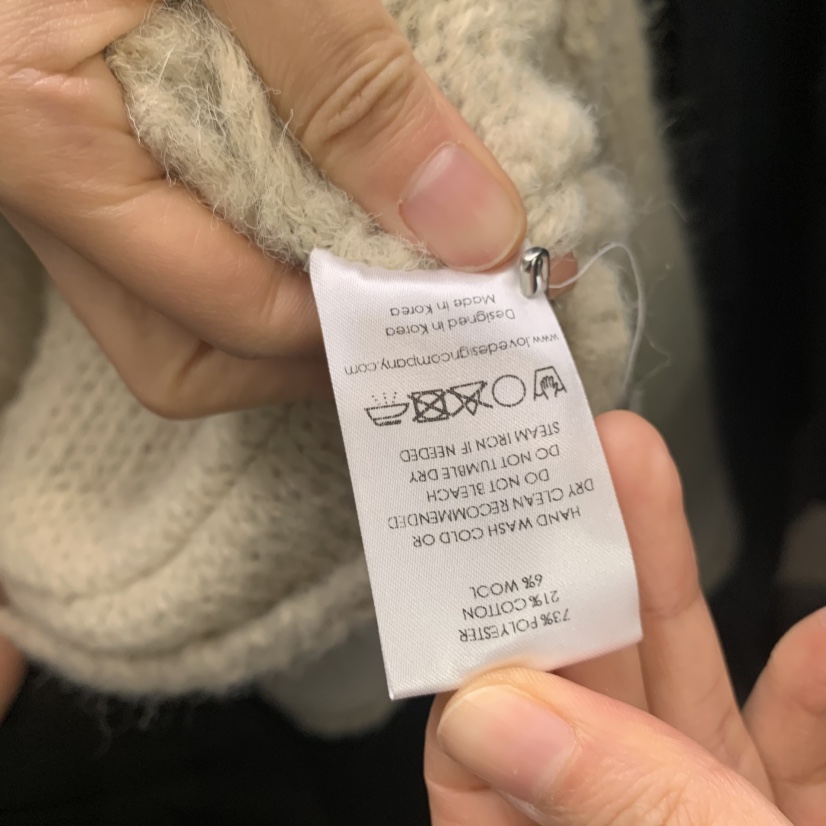 73% POLYESTER
21% COTTON
6% WOOL
HAND WASH COLD OR
DRY CLEAN RECOMMENDED
DO NOT BLEACH
DO NOT TUMBLE DRY
STEAM IRON IF NEEDED
www.lovedesigncompany.com
Designed in Korea
Made in Korea